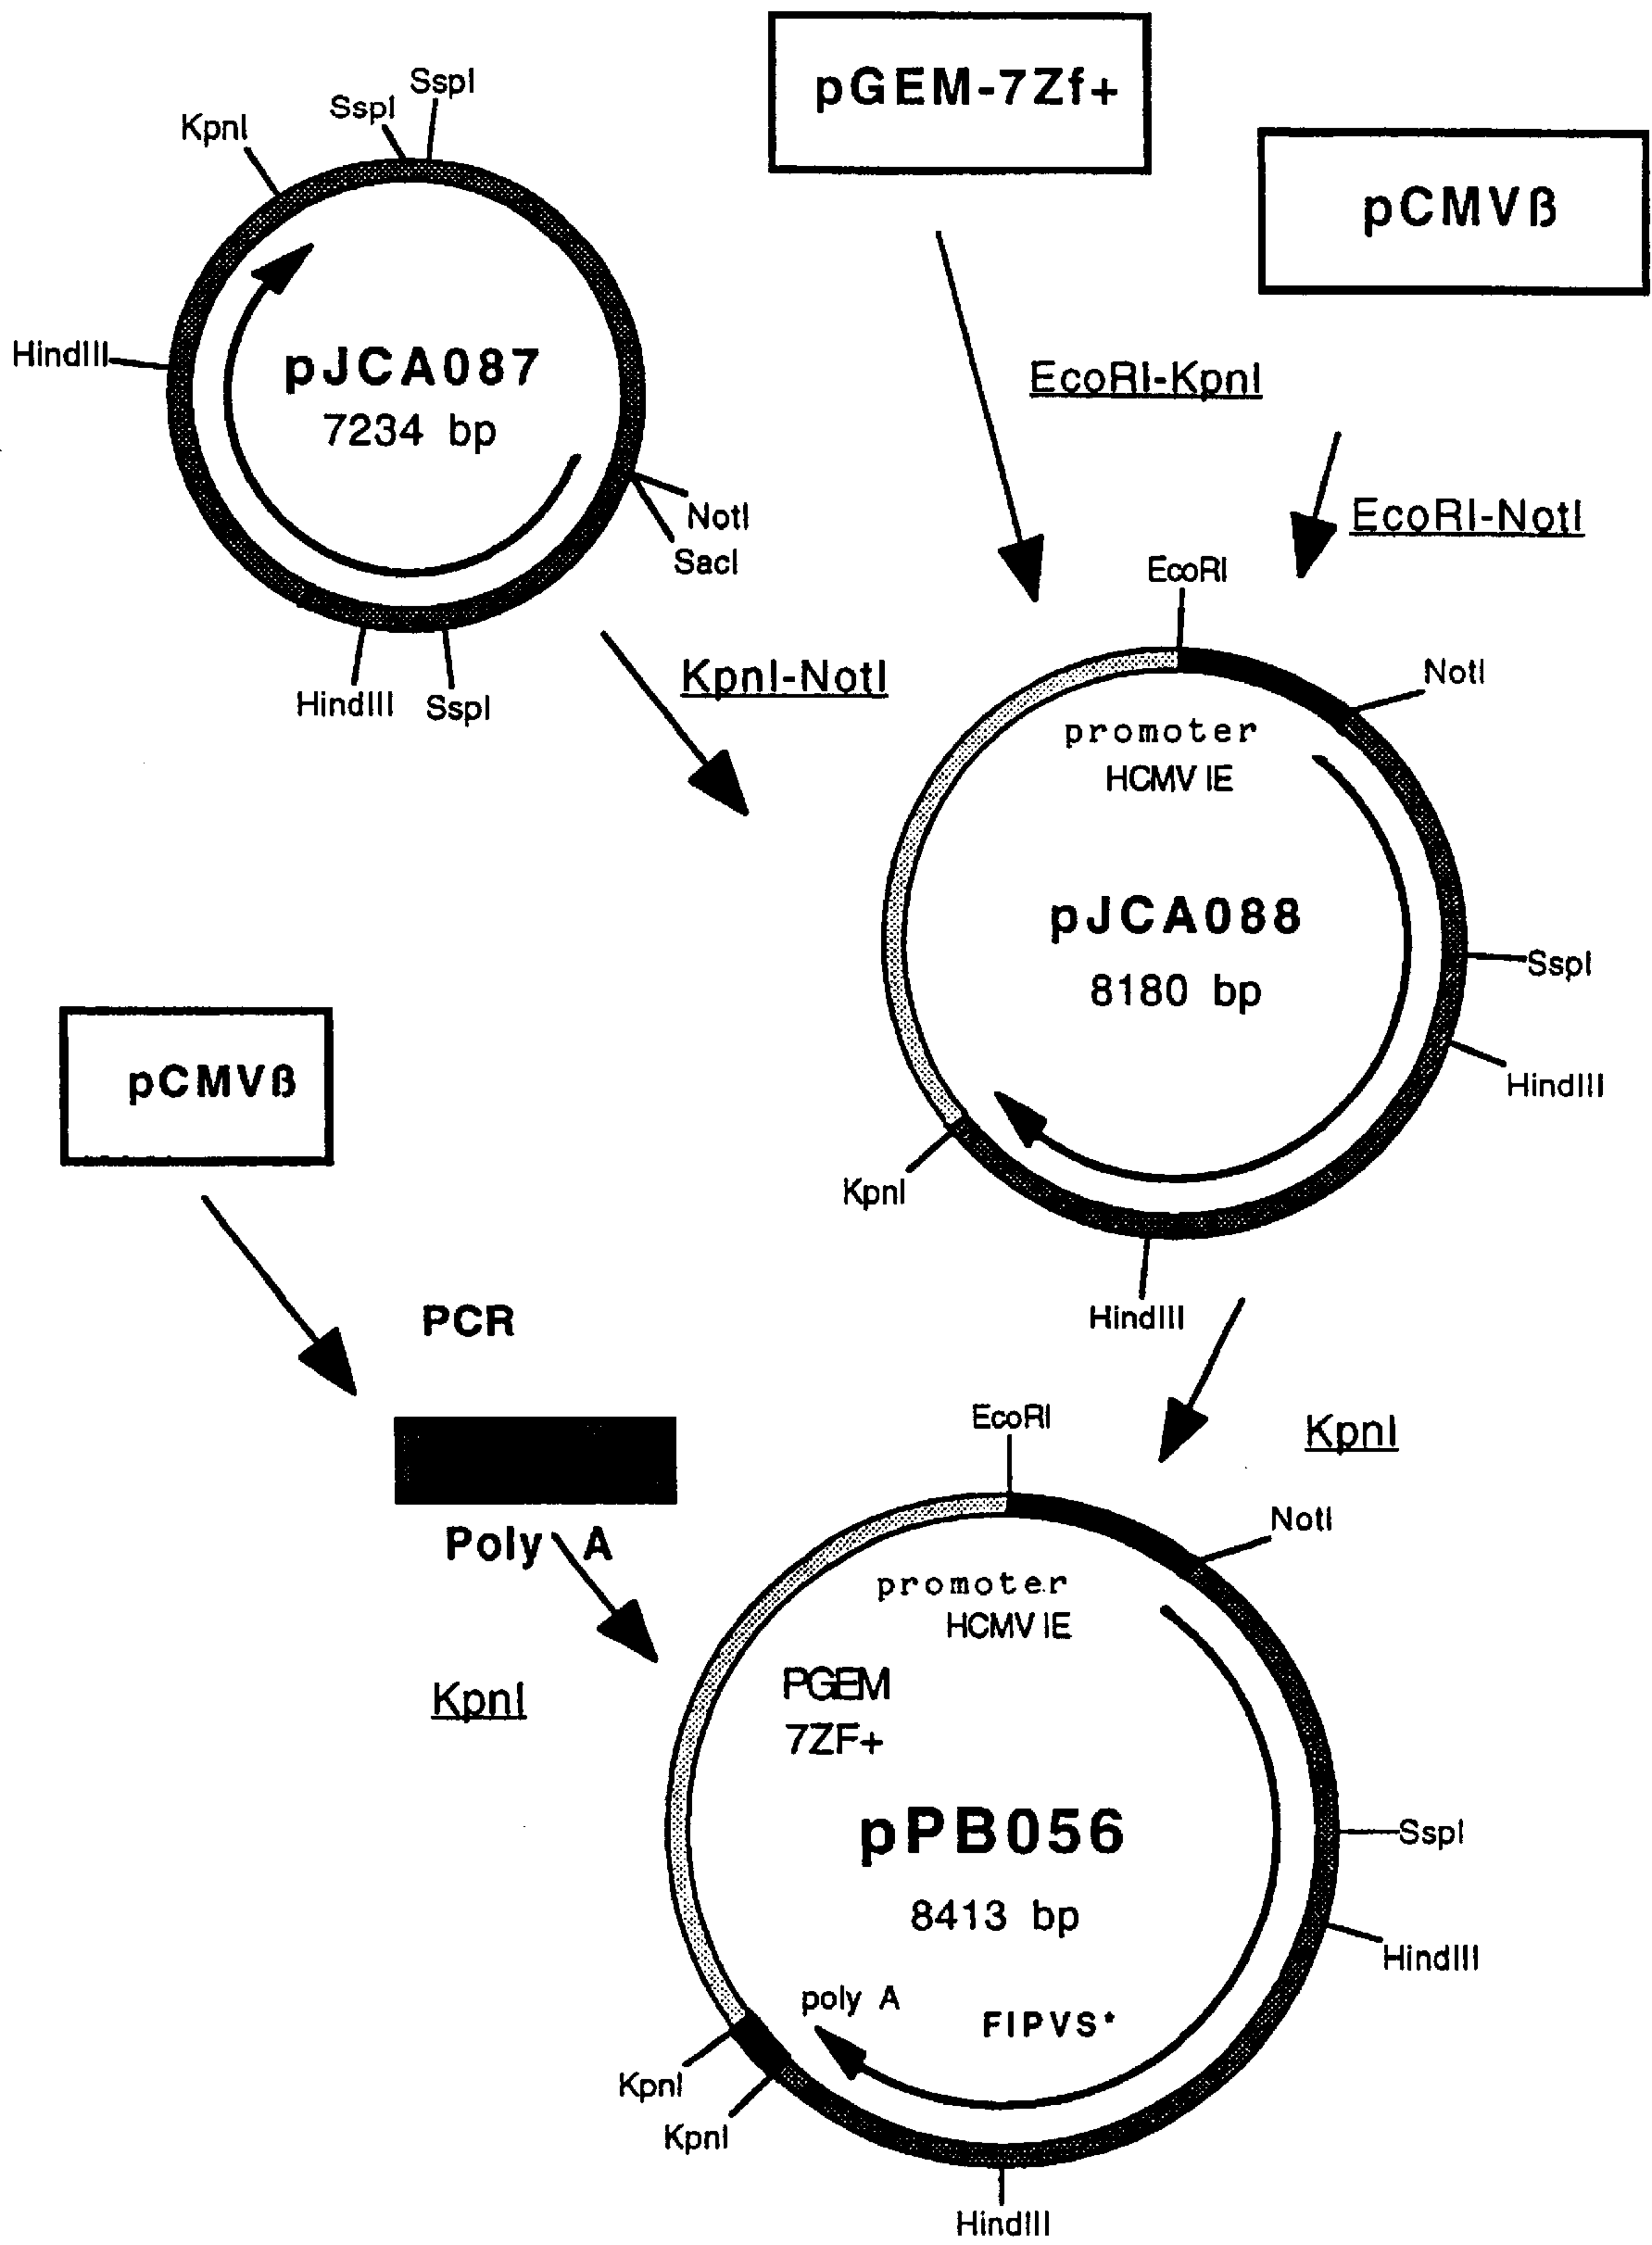 pGEM-7Zf+
SspI
SspI
KpnI
pCMVß
HindIII
pJCA087
7234 bp
EcoRI-KpnI
NotI
SacI
EcoRI-NotI
EcoRI
HindIII
SspI
KpnI-NotI
NotI
promoter
HCMV IE
pJCA088
8180 bp
SspI
pCMVß
HindIII
KpnI
HindIII
PCR
EcoRI
KpnI
Poly A
NotI
promoter
HCMV IE
PGEM
7ZF+
KpnI
pPB056
8413 bp
SspI
HindIII
poly A
FIPVS*
KpnI
KpnI
HindIII